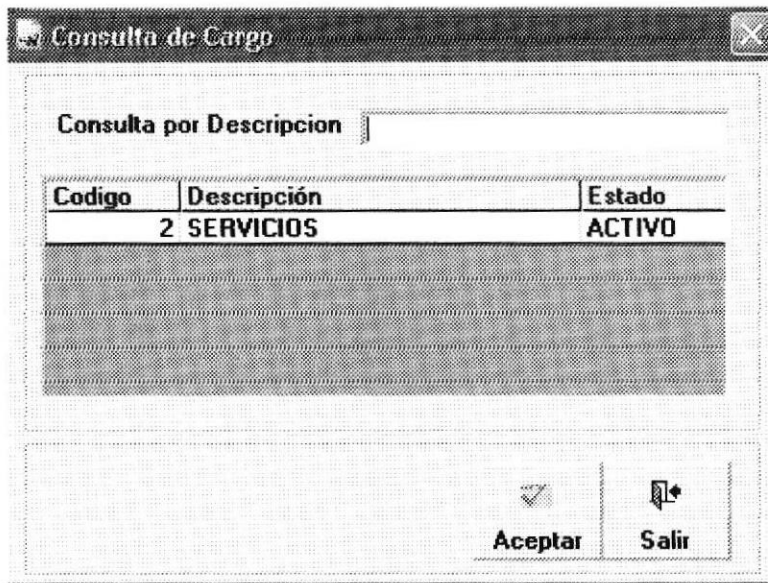 Consulta de Cargo
Consulta por Descripcion
Codigo Descripción Estado
2 SERVICIOS ACTIVO
Aceptar Salir